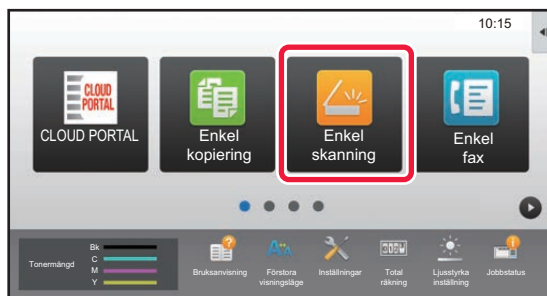 10:15
CLOUD
PORTAL
CLOUD PORTAL
Enkel
kopiering
Enkel
skanning
Enkel
fax
Tonermängd
Bk
C
M
Y
Bruksanvisning
Förstora
visningsläge
Inställningar
Total
räkning
Ljusstyrka
inställning
Jobbstatus